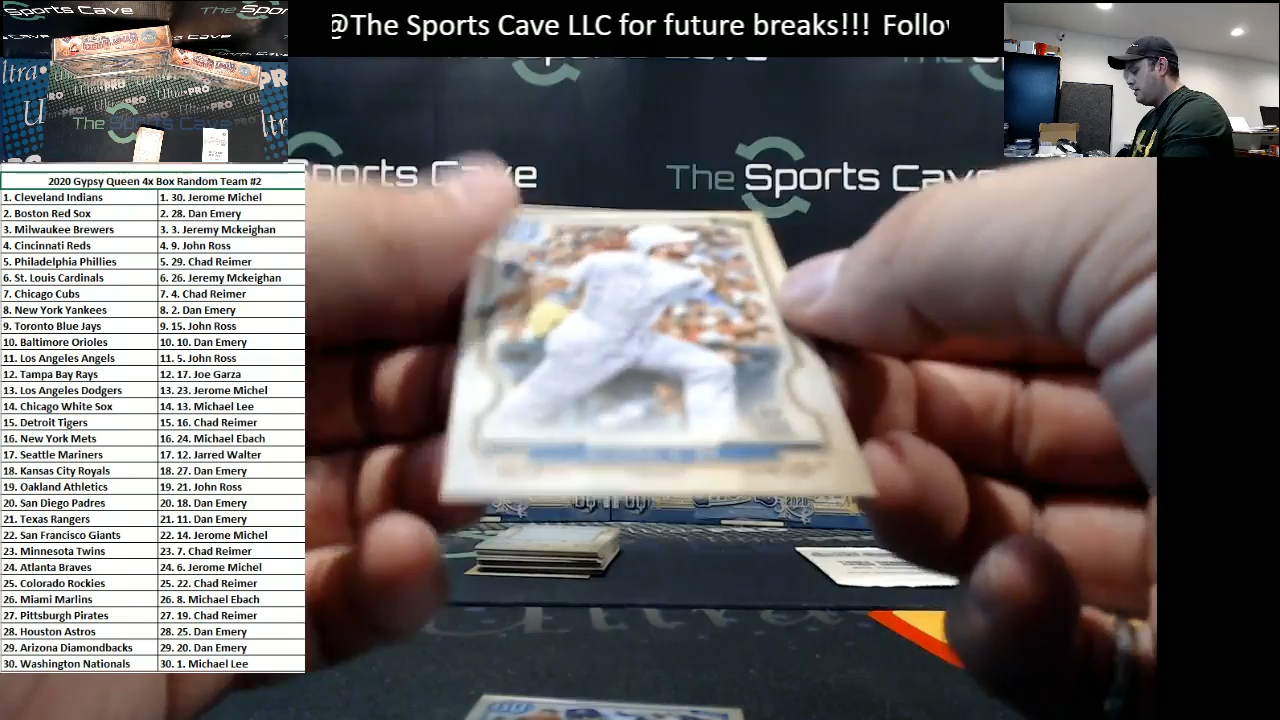 @The Sports Cave LLC for future breaks!!! Follo
ltra
PRO
U
Ultra PRO
ltr
The Sports Cave
Sports Cave
The Sports Cave
2020 Gypsy Queen 4x Box Random Team #2
1. Cleveland Indians 1. 30. Jerome Michel
2. Boston Red Sox 2. 28. Dan Emery
3. Milwaukee Brewers 3. 3. Jeremy Mckeighan
4. Cincinnati Reds 4. 9. John Ross
5. Philadelphia Phillies 5. 29. Chad Reimer
6. St. Louis Cardinals 6. 26. Jeremy Mckeighan
7. Chicago Cubs 7. 4. Chad Reimer
8. New York Yankees 8. 2. Dan Emery
9. Toronto Blue Jays 9. 15. John Ross
10. Baltimore Orioles 10. 10. Dan Emery
11. Los Angeles Angels 11. 5. John Ross
12. Tampa Bay Rays 12. 17. Joe Garza
13. Los Angeles Dodgers 13. 23. Jerome Michel
14. Chicago White Sox 14. 13. Michael Lee
15. Detroit Tigers 15. 16. Chad Reimer
16. New York Mets 16. 24. Michael Ebach
17. Seattle Mariners 17. 12. Jarred Walter
18. Kansas City Royals 18. 27. Dan Emery
19. Oakland Athletics 19. 21. John Ross
20. San Diego Padres 20. 18. Dan Emery
21. Texas Rangers 21. 11. Dan Emery
22. San Francisco Giants 22. 14. Jerome Michel
23. Minnesota Twins 23. 7. Chad Reimer
24. Atlanta Braves 24. 6. Jerome Michel
25. Colorado Rockies 25. 22. Chad Reimer
26. Miami Marlins 26. 8. Michael Ebach
27. Pittsburgh Pirates 27. 19. Chad Reimer
28. Houston Astros 28. 25. Dan Emery
29. Arizona Diamondbacks 29. 20. Dan Emery
30. Washington Nationals 30. 1. Michael Lee
2020